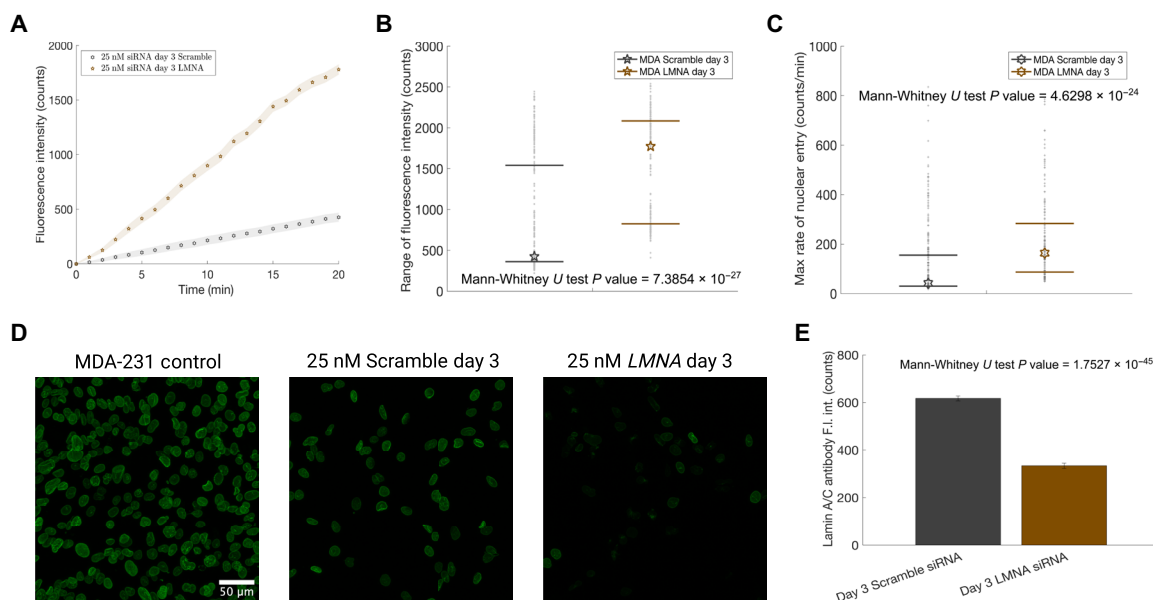 A
Fluorescence intensity (counts)
2000
1500
1000
500
0
0 5 10 15 20
Time (min)
25 nM siRNA day 3 Scramble
25 nM siRNA day 3 LMNA
B
Range of fluorescence intensity (counts)
3000
2500
2000
1500
1000
500
0
MDA Scramble day 3
MDA LMNA day 3
Mann-Whitney U test P value = 7.3854 × 10⁻²⁷
C
Max rate of nuclear entry (counts/min)
1000
800
600
400
200
0
MDA Scramble day 3
MDA LMNA day 3
Mann-Whitney U test P value = 4.6298 × 10⁻²⁴
D
MDA-231 control
25 nM Scramble day 3
25 nM LMNA day 3
50 μm
E
Lamin A/C antibody F.I. int. (counts)
800
600
400
200
0
Mann-Whitney U test P value = 1.7527 × 10⁻⁴⁵
Day 3 Scramble siRNA
Day 3 LMNA siRNA